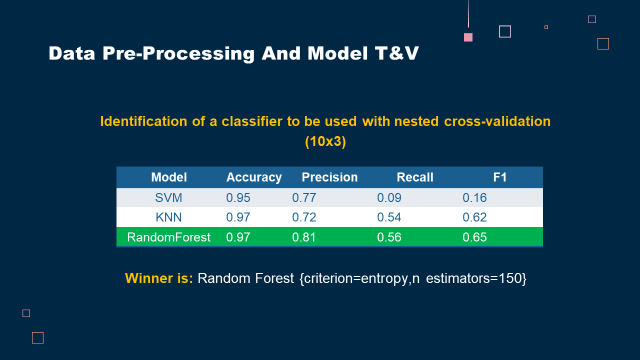 Data Pre-Processing And Model T&V
Identification of a classifier to be used with nested cross-validation
(10x3)
Model Accuracy Precision Recall F1
SVM 0.95 0.77 0.09 0.16
KNN 0.97 0.72 0.54 0.62
RandomForest 0.97 0.81 0.56 0.65
Winner is: Random Forest {criterion=entropy,n estimators=150}